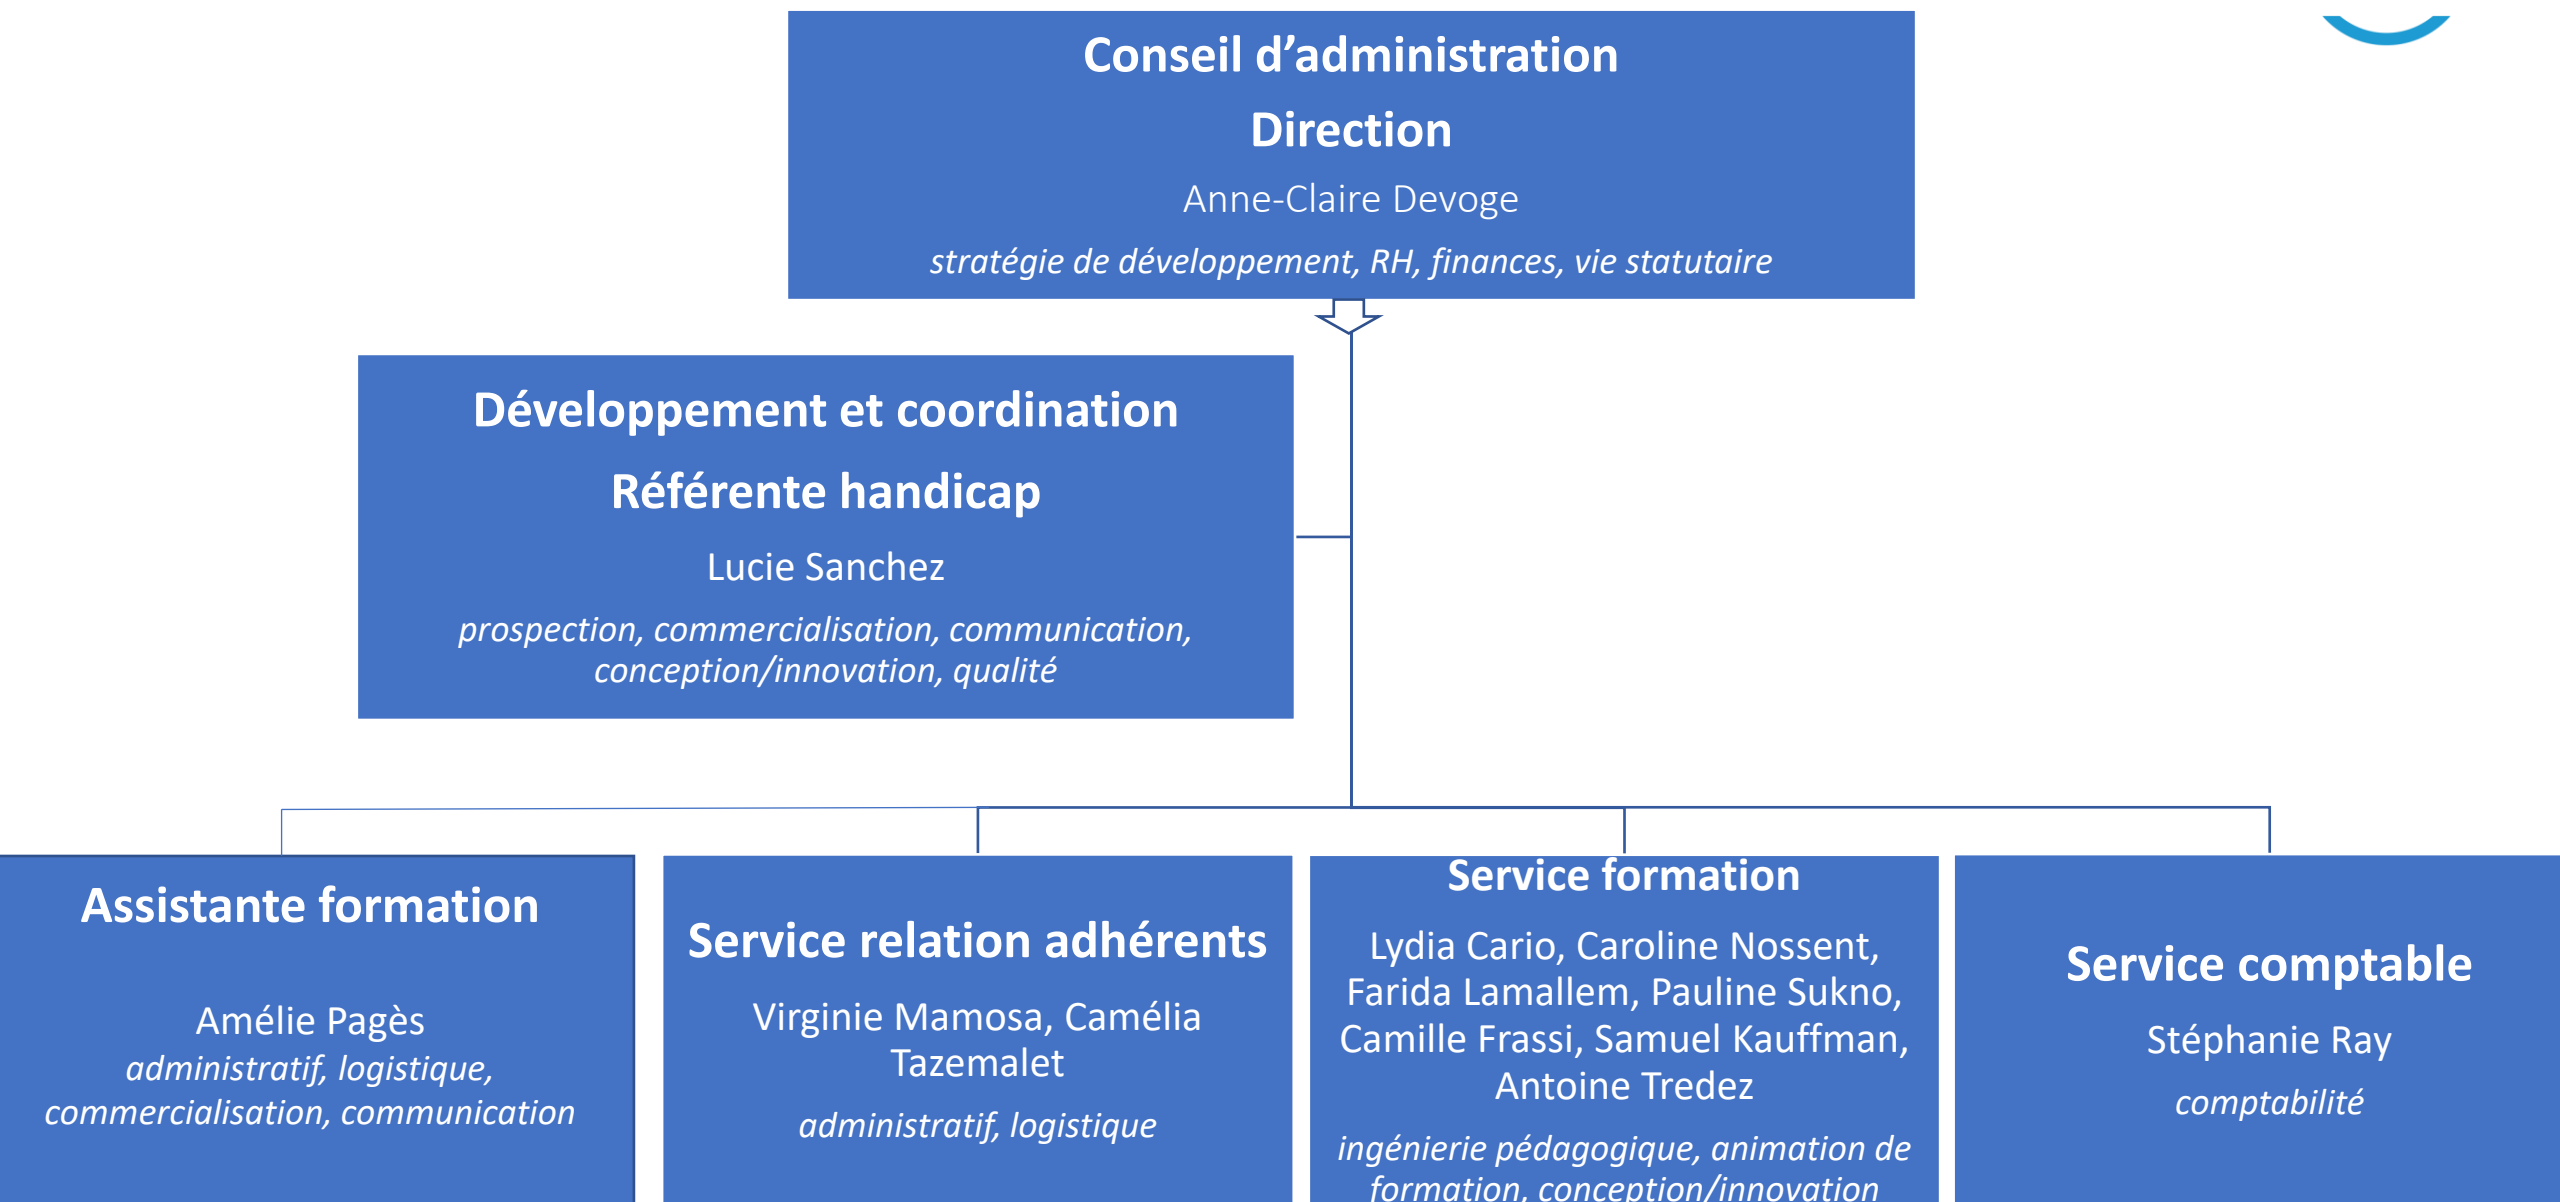 Conseil d’administration
Direction
Anne-Claire Devoge
stratégie de développement, RH, finances, vie statutaire
Développement et coordination
Référente handicap
Lucie Sanchez
prospection, commercialisation, communication,
conception/innovation, qualité
Assistante formation
Amélie Pagès
administratif, logistique,
commercialisation, communication
Service relation adhérents
Virginie Mamosa, Camélia
Tazemalet
administratif, logistique
Service formation
Lydia Cario, Caroline Nossent,
Farida Lamallem, Pauline Sukno,
Camille Frassi, Samuel Kauffman,
Antoine Tredez
ingénierie pédagogique, animation de
formation, conception/innovation
Service comptable
Stéphanie Ray
comptabilité